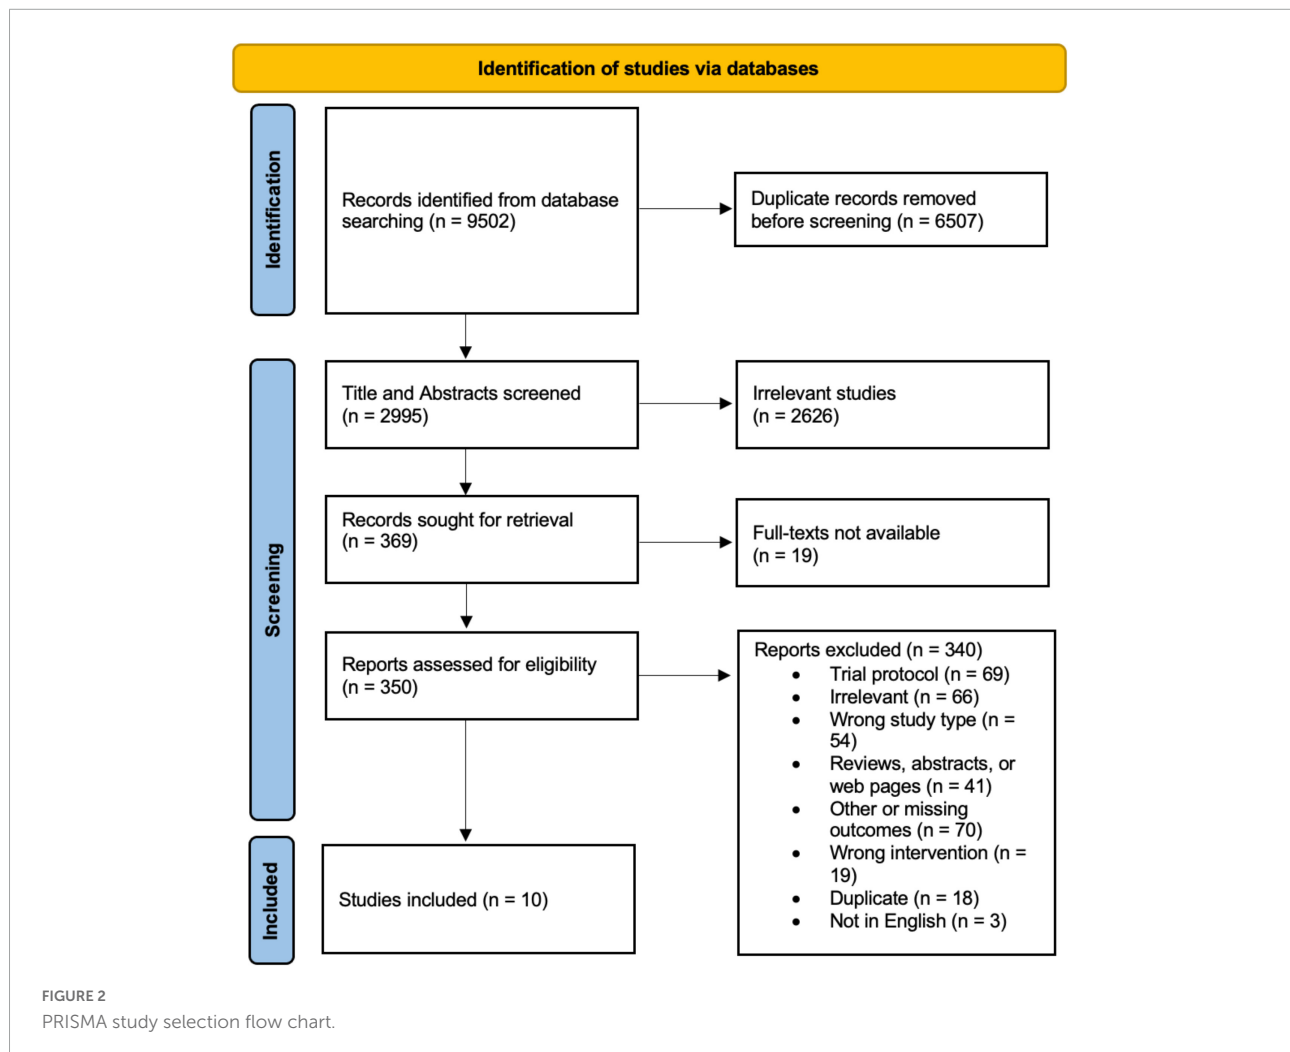 Identification of studies via databases
Identification
Records identified from database
searching (n = 9502)
Duplicate records removed
before screening (n = 6507)
Screening
Title and Abstracts screened
(n = 2995)
Irrelevant studies
(n = 2626)
Records sought for retrieval
(n = 369)
Full-texts not available
(n = 19)
Reports assessed for eligibility
(n = 350)
Reports excluded (n = 340)
• Trial protocol (n = 69)
• Irrelevant (n = 66)
• Wrong study type (n =
54)
• Reviews, abstracts, or
web pages (n = 41)
• Other or missing
outcomes (n = 70)
• Wrong intervention (n =
19)
• Duplicate (n = 18)
• Not in English (n = 3)
Included
Studies included (n = 10)
FIGURE 2
PRISMA study selection flow chart.